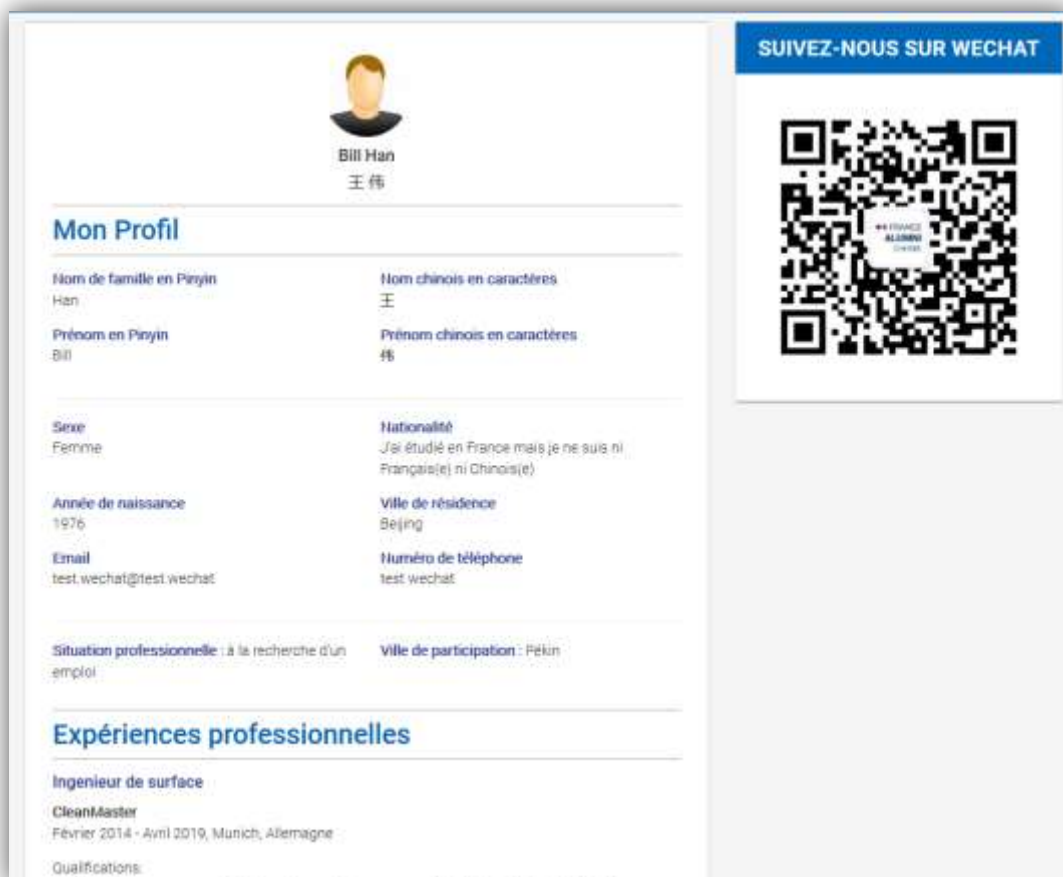 Bill Han
王 伟
Mon Profil
Nom de famille en Pinyin
Han
Nom chinois en caractères
王
Prénom en Pinyin
Bill
Prénom chinois en caractères
伟
Sexe
Femme
Nationalité
J'ai étudié en France mais je ne suis ni
Français(e) ni Chinois(e)
Année de naissance
1976
Ville de résidence
Beijing
Email
test.wechat@test.wechat
Numéro de téléphone
test wechat
Situation professionnelle : à la recherche d'un
emploi
Ville de participation : Pékin
Expériences professionnelles
Ingenieur de surface
CleanMaster
Février 2014 - Avril 2019, Munich, Allemagne
Qualifications:
SUIVEZ-NOUS SUR WECHAT
FRANCE
ALUMNI